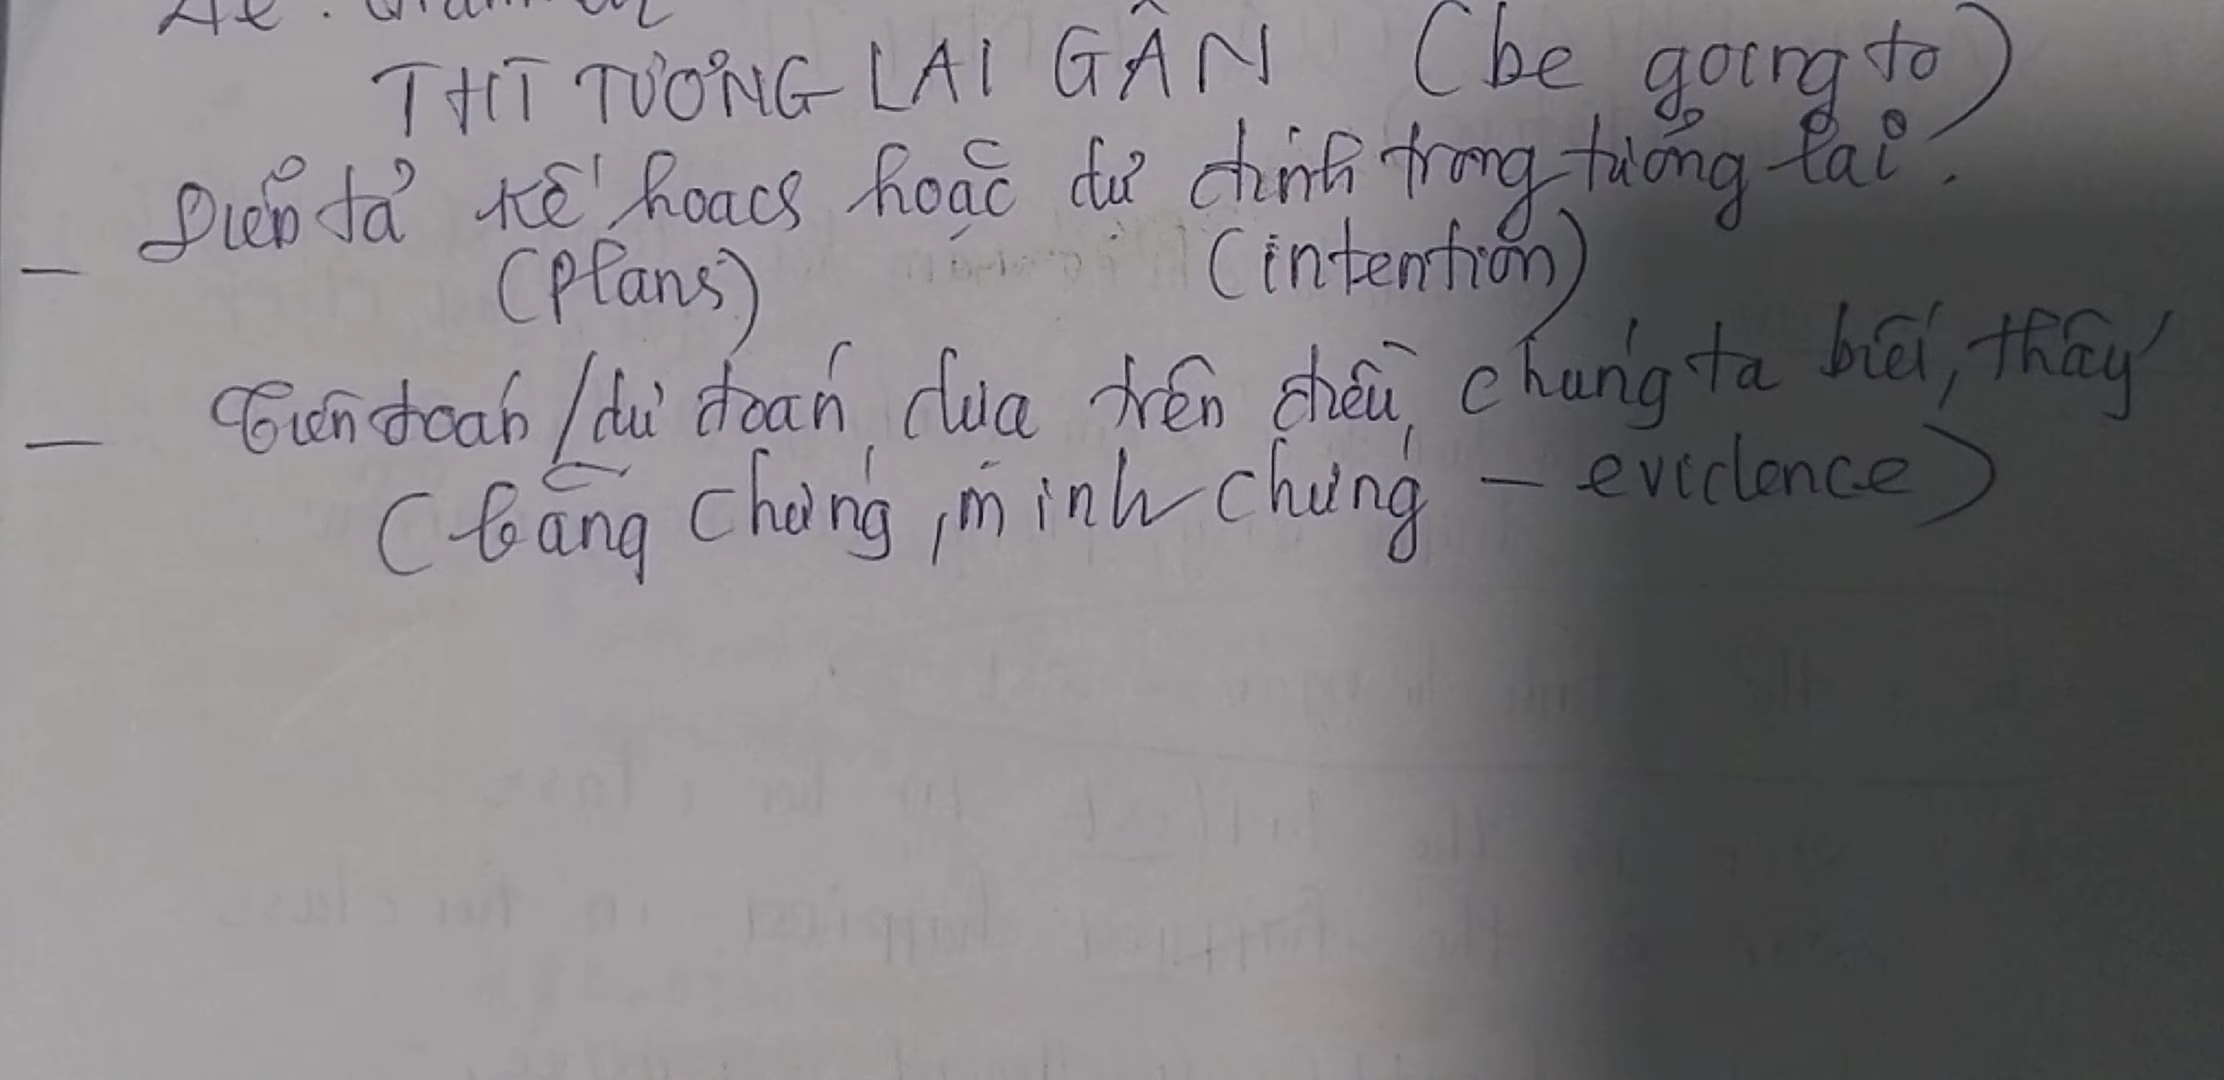 THÌ TƯƠNG LAI GẦN (be going to)
- Diễn tả kế hoacs hoặc dự định trong tương lai.
(Plans) (intention)
- Tiên đoán / dự đoán dựa trên điều chúng ta biết, thấy
(bằng chứng, minh chứng - evidence)